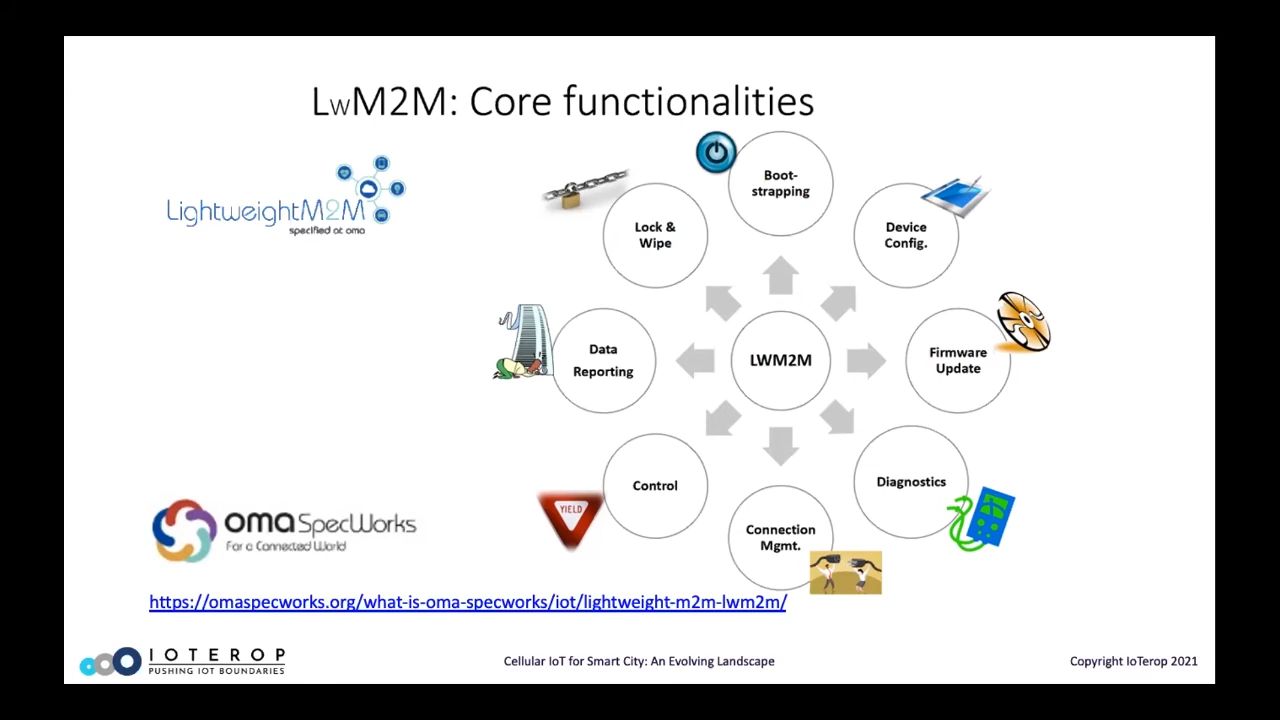 LwM2M: Core functionalities
LightweightM2M
specified at oma
Boot-
strapping
Lock &
Wipe
Device
Config.
Data
Reporting
LWM2M
Firmware
Update
Control
YIELD
Diagnostics
Connection
Mgmt.
oma SpecWorks
For a Connected World
https://omaspecworks.org/what-is-oma-specworks/iot/lightweight-m2m-lwm2m/
IOTEROP
PUSHING IOT BOUNDARIES
Cellular IoT for Smart City: An Evolving Landscape
Copyright IoTerop 2021